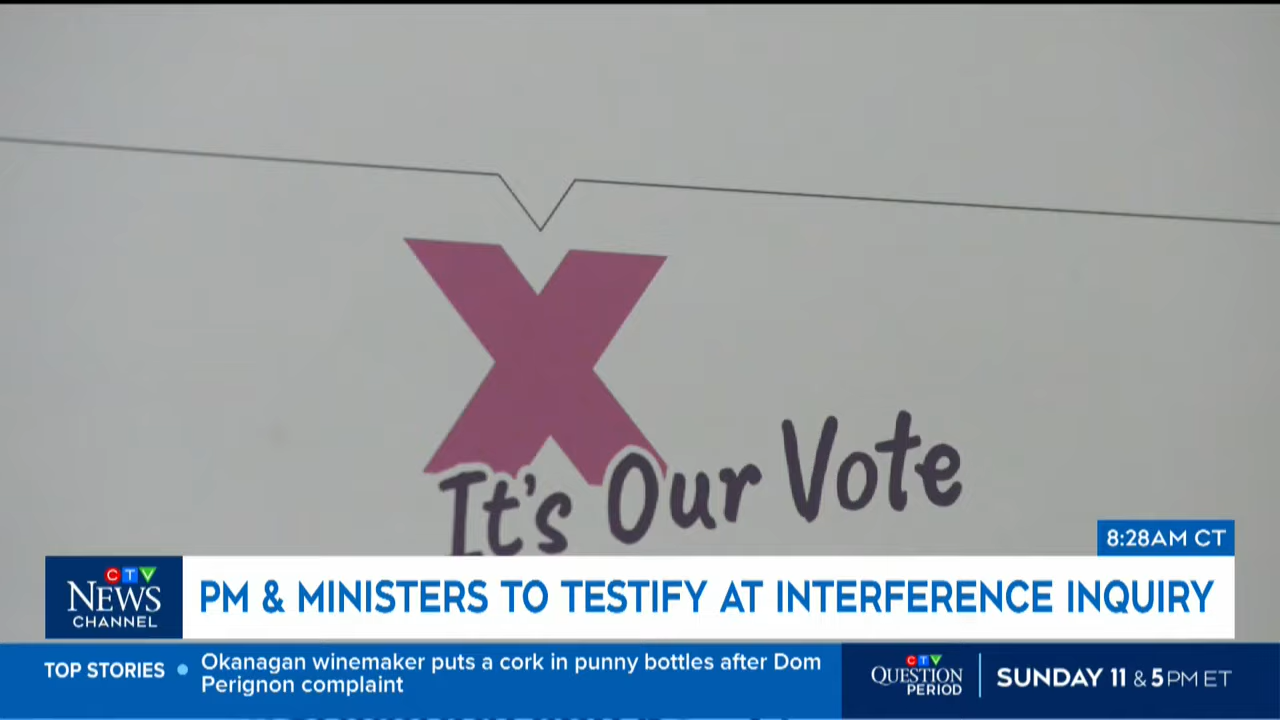 It's Our Vote
8:28AM CT
CTV
NEWS
CHANNEL
PM & MINISTERS TO TESTIFY AT INTERFERENCE INQUIRY
TOP STORIES • Okanagan winemaker puts a cork in punny bottles after Dom
Perignon complaint
CTV
QUESTION
PERIOD
SUNDAY 11 & 5PM ET